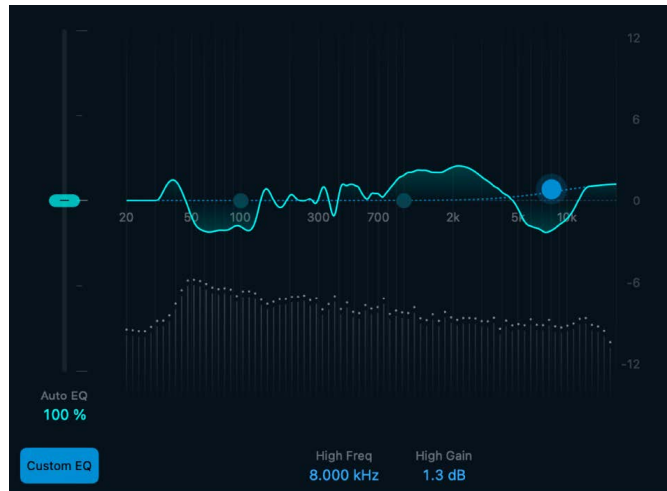 12
6
0
20 50 100 300 700 2k 5k 10k
-6
-12
Auto EQ
100 %
Custom EQ
High Freq High Gain
8.000 kHz 1.3 dB